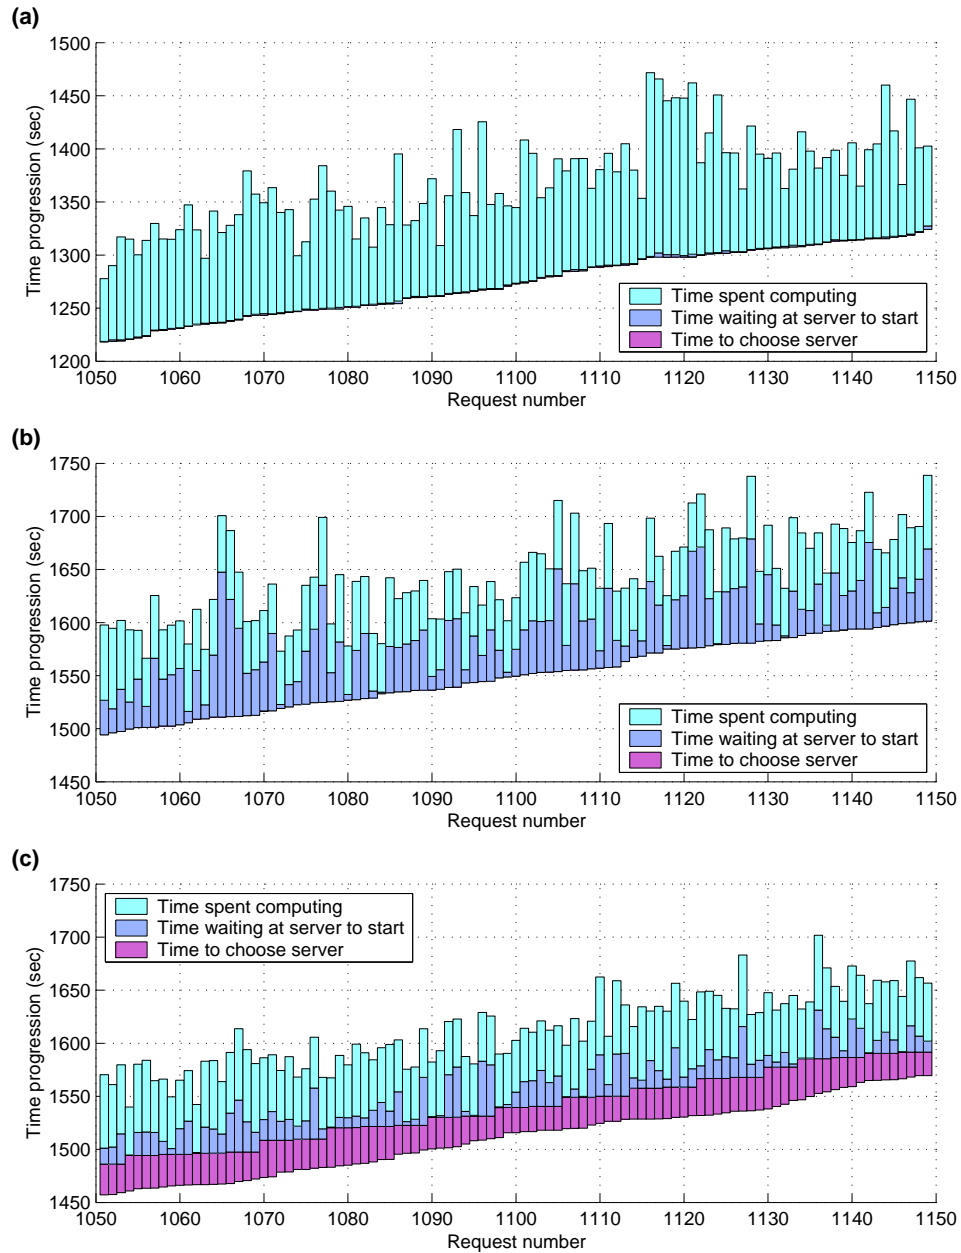 (a)
1500
1450
1400
1350
1300
1250
1200
Time progression (sec)
Time spent computing
Time waiting at server to start
Time to choose server
1050 1060 1070 1080 1090 1100 1110 1120 1130 1140 1150
Request number
(b)
1750
1700
1650
1600
1550
1500
1450
Time progression (sec)
Time spent computing
Time waiting at server to start
Time to choose server
1050 1060 1070 1080 1090 1100 1110 1120 1130 1140 1150
Request number
(c)
1750
1700
1650
1600
1550
1500
1450
Time progression (sec)
Time spent computing
Time waiting at server to start
Time to choose server
1050 1060 1070 1080 1090 1100 1110 1120 1130 1140 1150
Request number